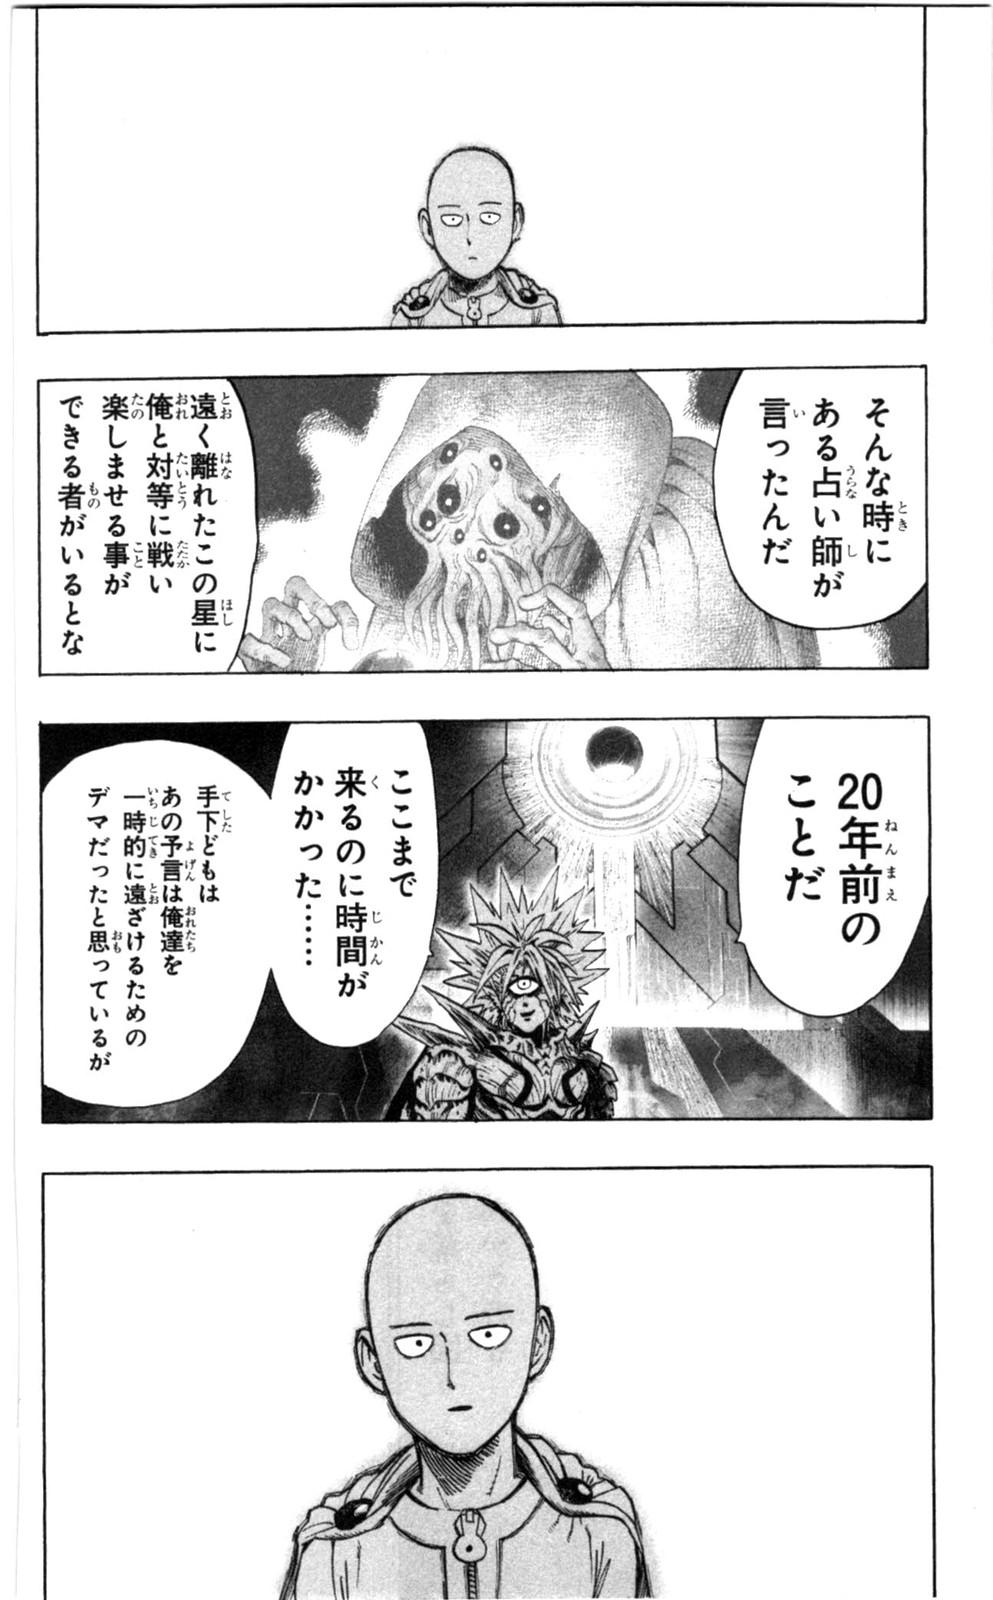 そんな時に
ある占い師が
言ったんだ
遠く離れたこの星に
俺と対等に戦い
楽しませる事が
できる者がいるとな
20年前の
ことだ
ここまで
来るのに時間が
かかった……
手下どもは
あの予言は俺達を
一時的に遠ざけるための
デマだったと思っているが